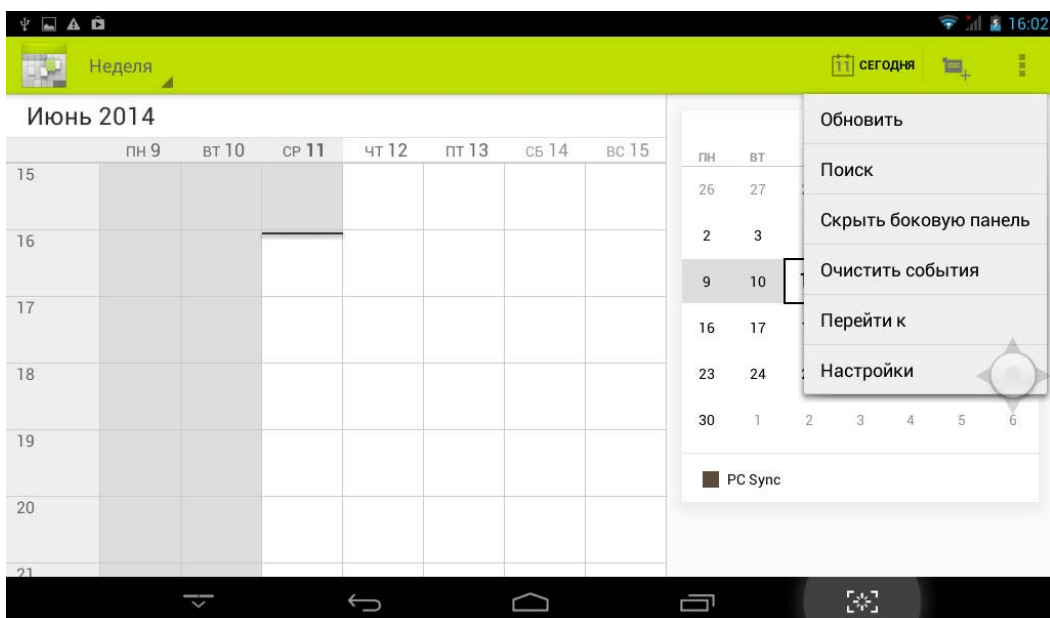 16:02
Неделя
11 СЕГОДНЯ
Июнь 2014
ПН 9 ВТ 10 СР 11 ЧТ 12 ПТ 13 СБ 14 ВС 15
15
16
17
18
19
20
21
ПН ВТ
26 27
2 3
9 10
16 17
23 24
30 1 2 3 4 5 6
PC Sync
Обновить
Поиск
Скрыть боковую панель
Очистить события
Перейти к
Настройки